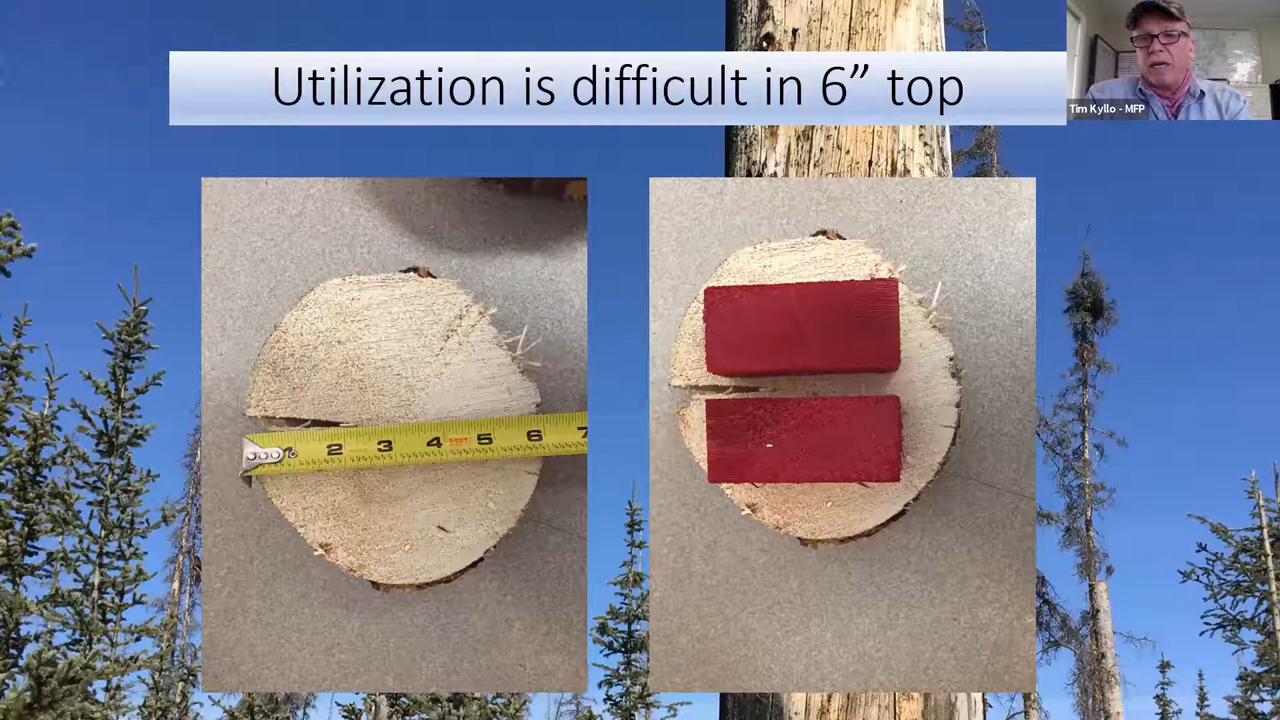 Utilization is difficult in 6” top
Tim Kyllo - MFP
2 3 4 5 6 7